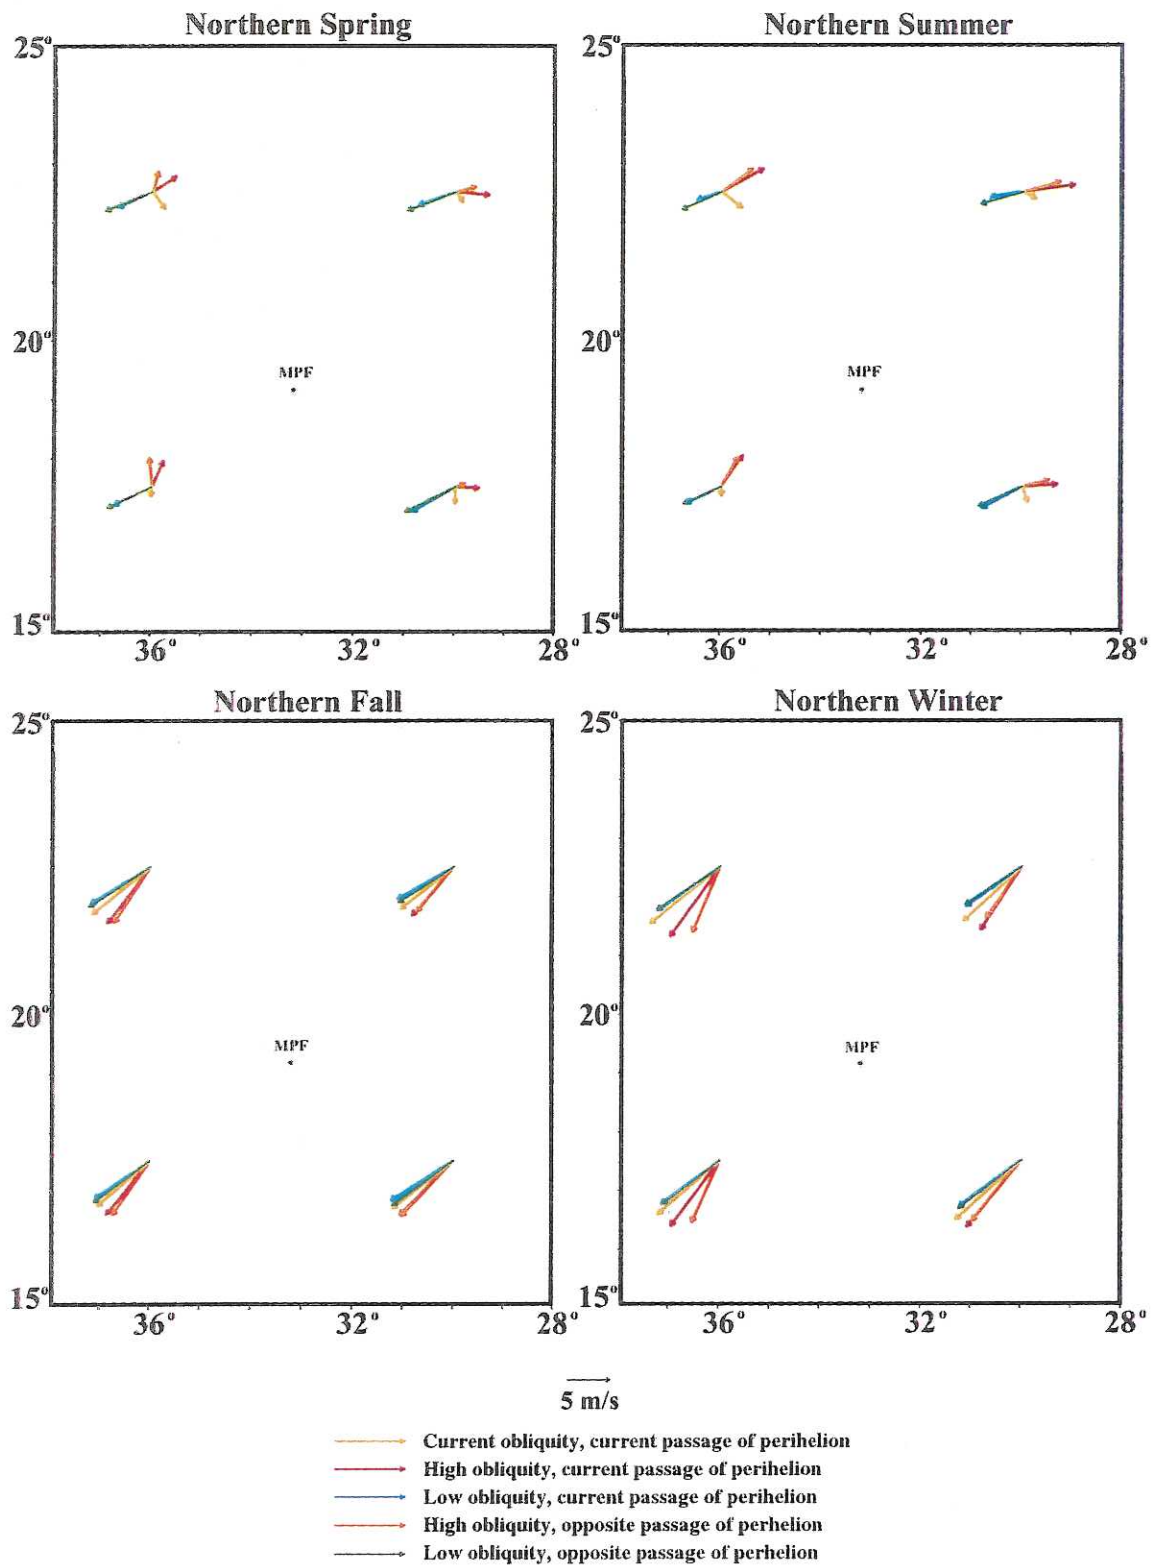 Northern Spring
Northern Summer
25°
25°
20°
20°
MPF
MPF
15°
15°
36°
32°
28°
36°
32°
28°
Northern Fall
Northern Winter
25°
25°
20°
20°
MPF
MPF
15°
15°
36°
32°
28°
36°
32°
28°
5 m/s
Current obliquity, current passage of perihelion
High obliquity, current passage of perihelion
Low obliquity, current passage of perihelion
High obliquity, opposite passage of perhelion
Low obliquity, opposite passage of perhelion